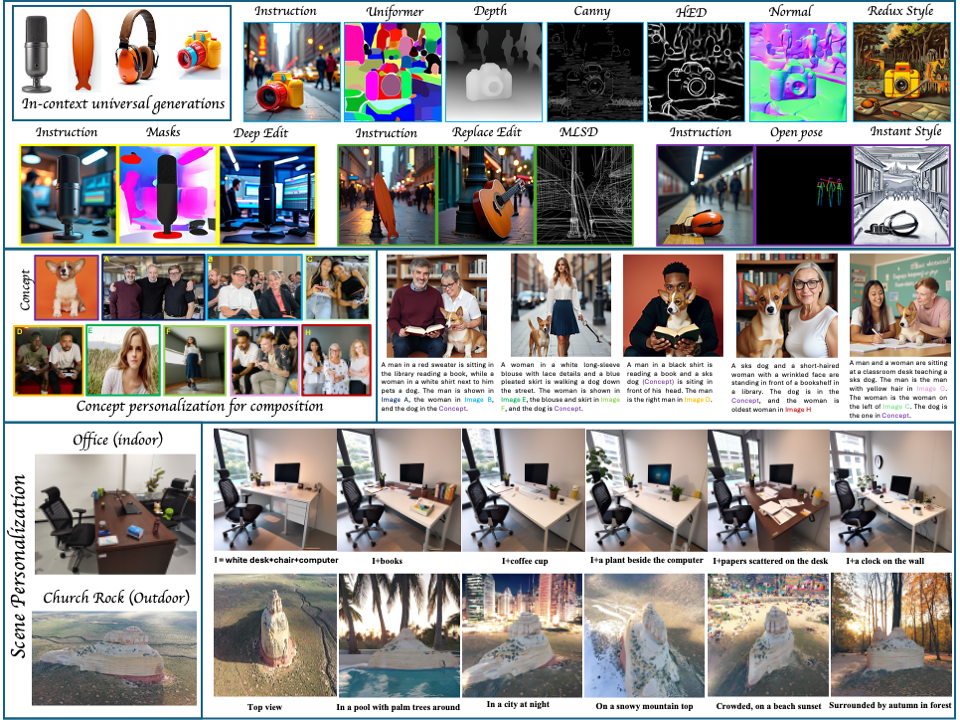 Instruction
Uniformer
Depth
Canny
HED
Normal
Redux Style
In-context universal generations
Instruction
Masks
Deep Edit
Instruction
Replace Edit
MLSD
Instruction
Open pose
Instant Style
Concept
A
B
C
D
E
F
G
H
Concept personalization for composition
A man in a red sweater is sitting in
the library reading a book, while a
woman in a white shirt next to him
pets a dog. The man is shown in
Image A, the woman in Image B,
and the dog in the Concept.
A woman in a white long-sleeve
blouse with lace details and a blue
pleated skirt is walking a dog down
the street. The woman is shown in
Image E, the blouse and skirt in Image
F, and the dog is Concept.
A man in a black shirt is
reading a book and a sks
dog (Concept) is sitting in
front of his head. The man
is the right man in Image D.
A sks dog and a short-haired
woman with a wrinkled face are
standing in front of a bookshelf in
a library. The dog is in the
Concept, and the woman is
oldest woman in Image H
A man and a woman are sitting
at a classroom desk teaching a
sks dog. The man is the man
with yellow hair in Image G.
The woman is the woman on
the left of Image C. The dog is
the one in Concept.
Scene Personalization
Office (indoor)
I = white desk+chair+computer
I+books
I+coffee cup
I+a plant beside the computer
I+papers scattered on the desk
I+a clock on the wall
Church Rock (Outdoor)
Top view
In a pool with palm trees around
In a city at night
On a snowy mountain top
Crowded, on a beach sunset
Surrounded by autumn in forest